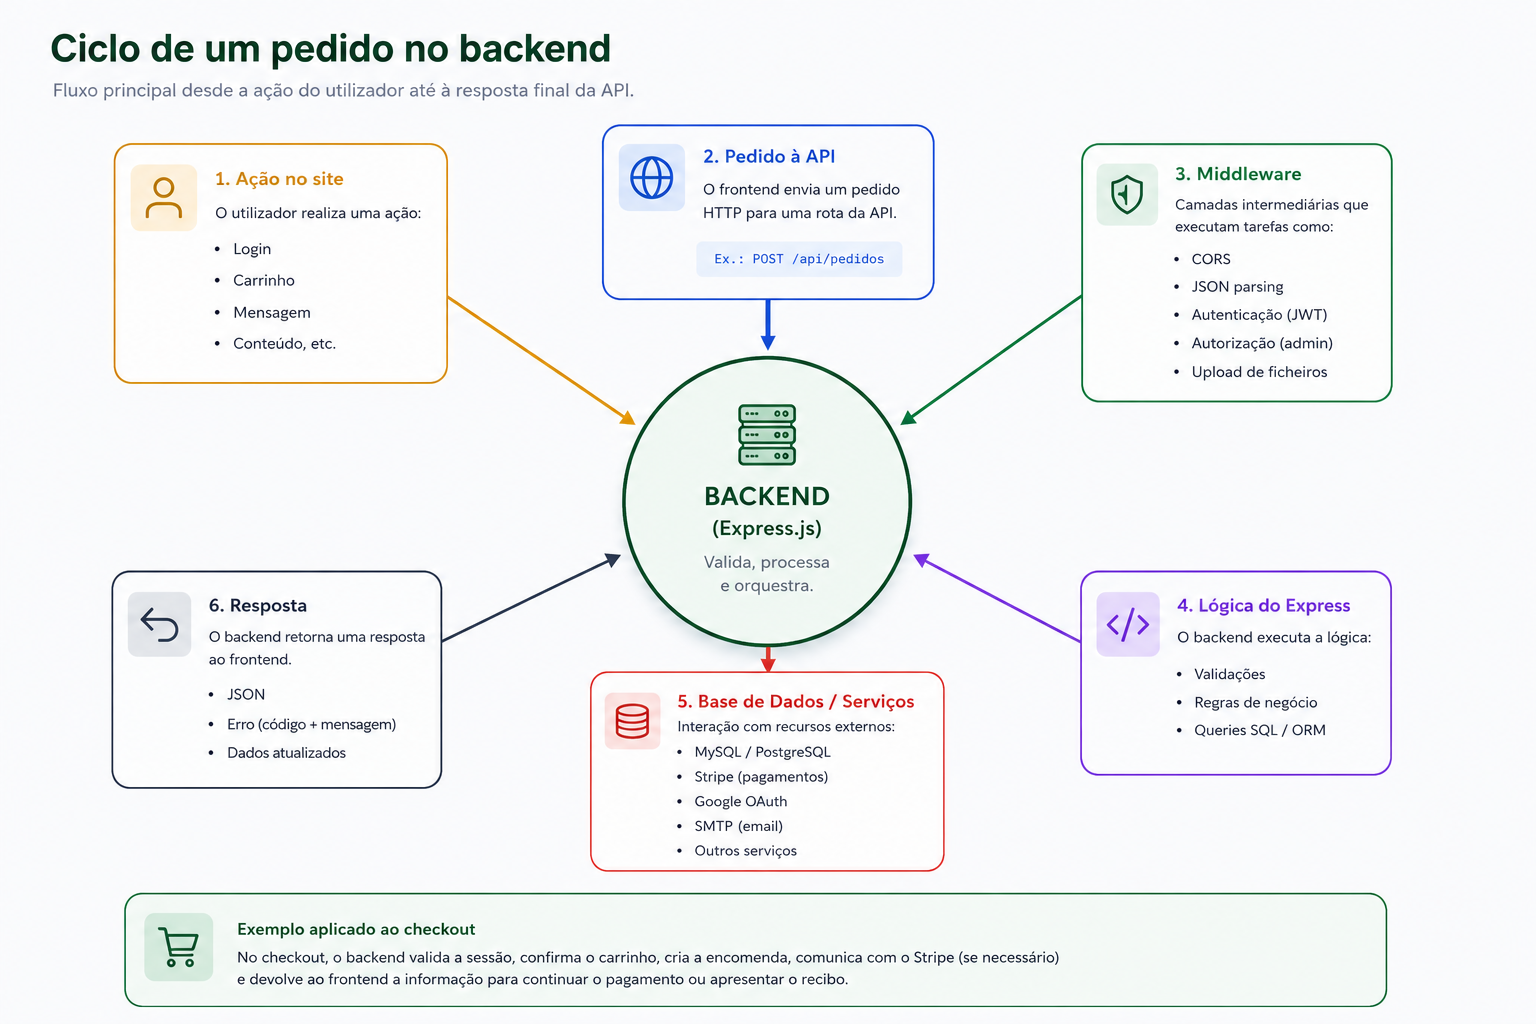 Ciclo de um pedido no backend
Fluxo principal desde a ação do utilizador até à resposta final da API.
1. Ação no site
O utilizador realiza uma ação:
• Login
• Carrinho
• Mensagem
• Conteúdo, etc.
2. Pedido à API
O frontend envia um pedido
HTTP para uma rota da API.
Ex.: POST /api/pedidos
3. Middleware
Camadas intermediárias que
executam tarefas como:
• CORS
• JSON parsing
• Autenticação (JWT)
• Autorização (admin)
• Upload de ficheiros
BACKEND
(Express.js)
Valida, processa
e orquestra.
4. Lógica do Express
O backend executa a lógica:
• Validações
• Regras de negócio
• Queries SQL / ORM
5. Base de Dados / Serviços
Interação com recursos externos:
• MySQL / PostgreSQL
• Stripe (pagamentos)
• Google OAuth
• SMTP (email)
• Outros serviços
6. Resposta
O backend retorna uma resposta
ao frontend.
• JSON
• Erro (código + mensagem)
• Dados atualizados
Exemplo aplicado ao checkout
No checkout, o backend valida a sessão, confirma o carrinho, cria a encomenda, comunica com o Stripe (se necessário)
e devolve ao frontend a informação para continuar o pagamento ou apresentar o recibo.